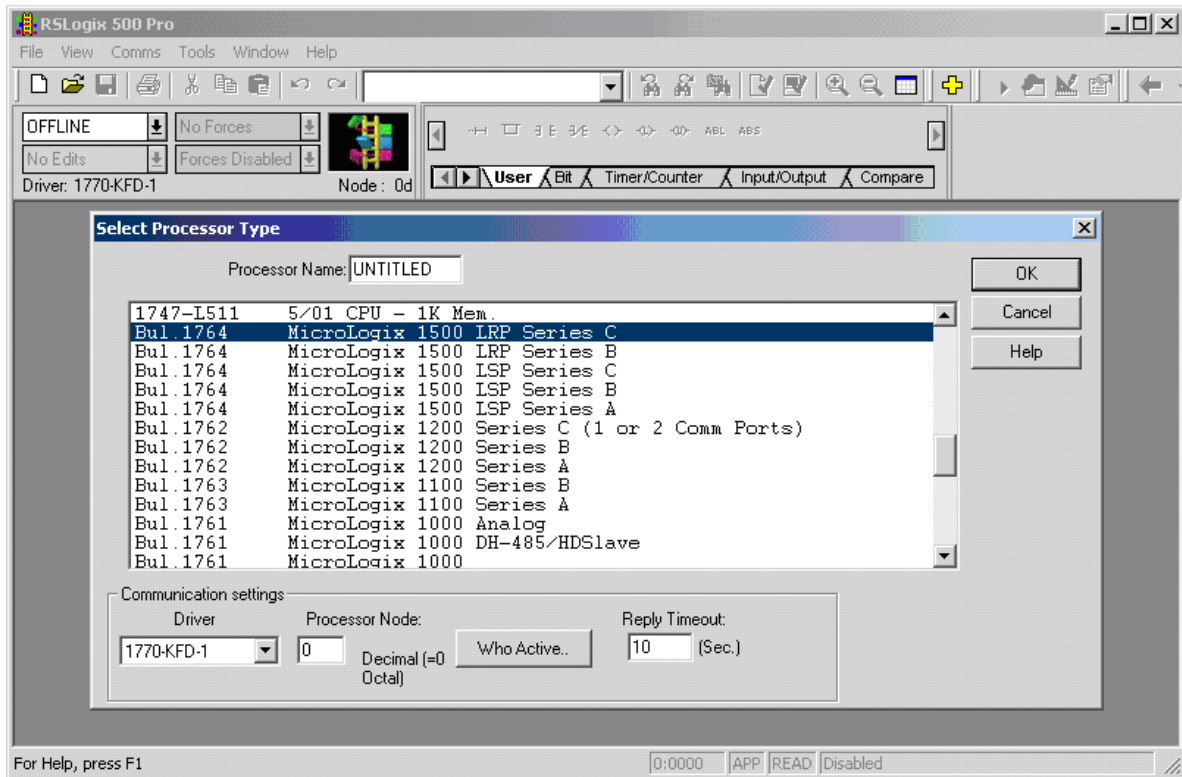 RSLogix 500 Pro
File View Comms Tools Window Help
OFFLINE No Forces
No Edits Forces Disabled
Driver: 1770-KFD-1 Node : 0d
ABL ABS
User Bit Timer/Counter Input/Output Compare
Select Processor Type
Processor Name: UNTITLED
OK
Cancel
Help
1747-L511 5/01 CPU - 1K Mem.
Bul.1764 MicroLogix 1500 LRP Series C
Bul.1764 MicroLogix 1500 LRP Series B
Bul.1764 MicroLogix 1500 LSP Series C
Bul.1764 MicroLogix 1500 LSP Series B
Bul.1764 MicroLogix 1500 LSP Series A
Bul.1762 MicroLogix 1200 Series C (1 or 2 Comm Ports)
Bul.1762 MicroLogix 1200 Series B
Bul.1762 MicroLogix 1200 Series A
Bul.1763 MicroLogix 1100 Series B
Bul.1763 MicroLogix 1100 Series A
Bul.1761 MicroLogix 1000 Analog
Bul.1761 MicroLogix 1000 DH-485/HDSlave
Bul.1761 MicroLogix 1000
Communication settings
Driver Processor Node: Reply Timeout:
1770-KFD-1 0 Decimal (=0 Octal) Who Active.. 10 (Sec.)
For Help, press F1 0:0000 APP READ Disabled